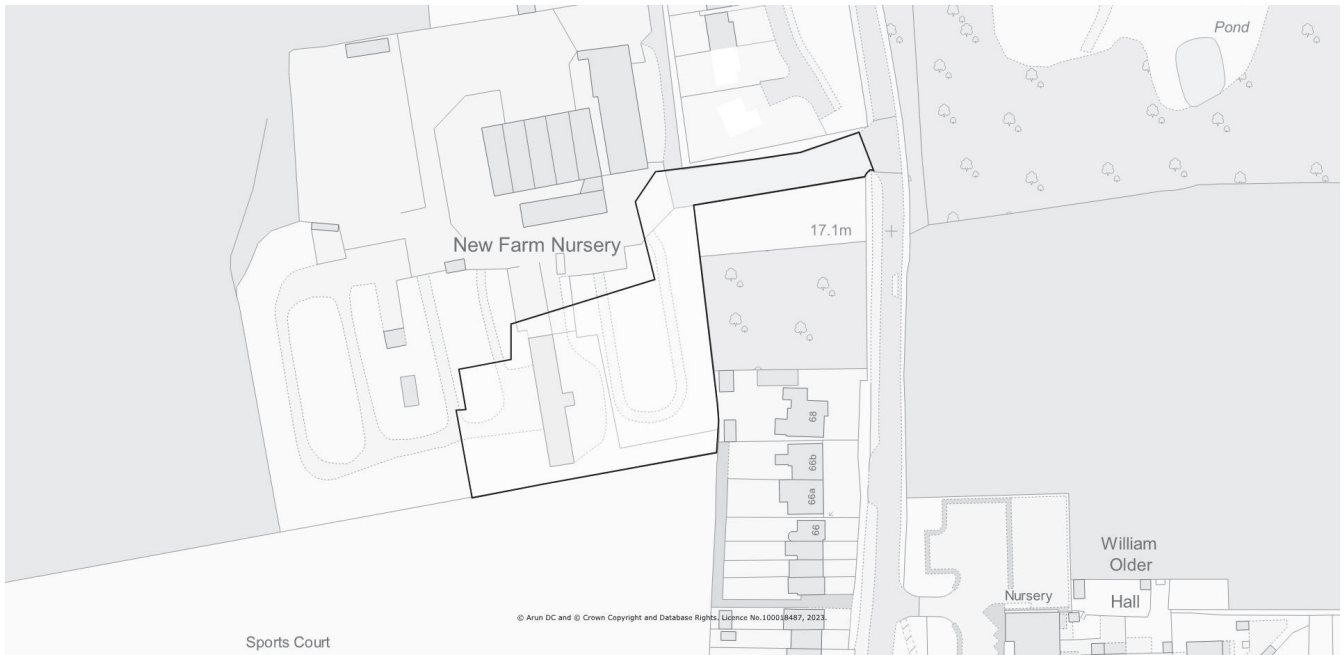 Pond
17.1m
New Farm Nursery
68
66b
66a
66
William
Older
Hall
Nursery
© Arun DC and © Crown Copyright and Database Rights. Licence No.100018487, 2023.
Sports Court